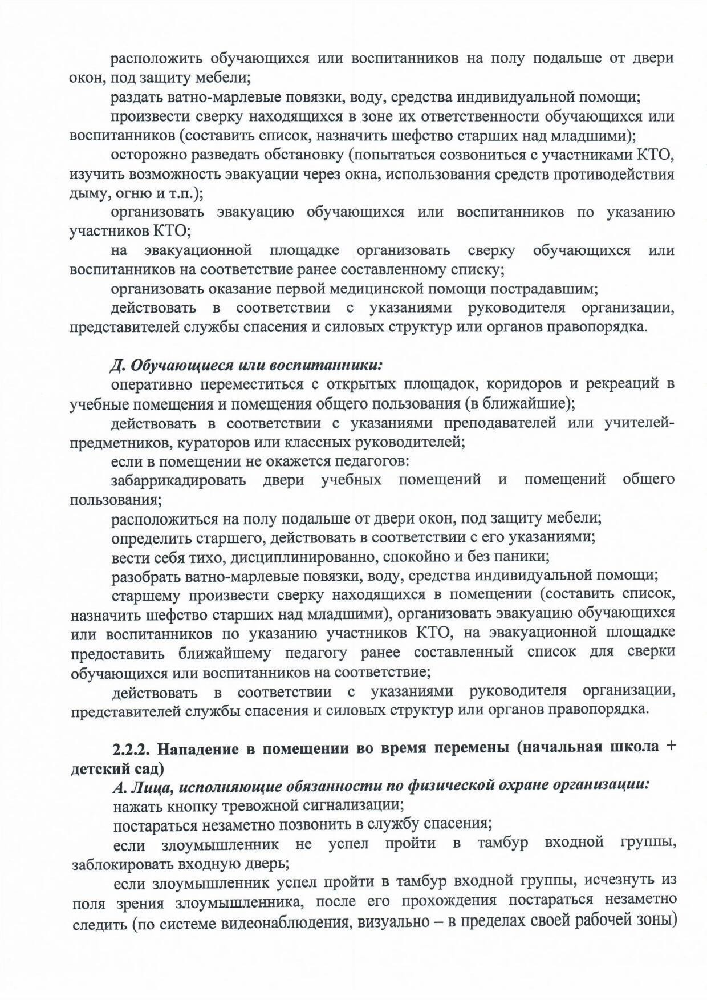 расположить обучающихся или воспитанников на полу подальше от двери
окон, под защиту мебели;
раздать ватно-марлевые повязки, воду, средства индивидуальной помощи;
произвести сверку находящихся в зоне их ответственности обучающихся или
воспитанников (составить список, назначить шефство старших над младшими);
осторожно разведать обстановку (попытаться созвониться с участниками КТО,
изучить возможность эвакуации через окна, использования средств противодействия
дыму, огню и т.п.);
организовать эвакуацию обучающихся или воспитанников по указанию
участников КТО;
на эвакуационной площадке организовать сверку обучающихся или
воспитанников на соответствие ранее составленному списку;
организовать оказание первой медицинской помощи пострадавшим;
действовать в соответствии с указаниями руководителя организации,
представителей службы спасения и силовых структур или органов правопорядка.
Д. Обучающиеся или воспитанники:
оперативно переместиться с открытых площадок, коридоров и рекреаций в
учебные помещения и помещения общего пользования (в ближайшие);
действовать в соответствии с указаниями преподавателей или учителей-
предметников, кураторов или классных руководителей;
если в помещении не окажется педагогов:
забаррикадировать двери учебных помещений и помещений общего
пользования;
расположиться на полу подальше от двери окон, под защиту мебели;
определить старшего, действовать в соответствии с его указаниями;
вести себя тихо, дисциплинированно, спокойно и без паники;
разобрать ватно-марлевые повязки, воду, средства индивидуальной помощи;
старшему произвести сверку находящихся в помещении (составить список,
назначить шефство старших над младшими), организовать эвакуацию обучающихся
или воспитанников по указанию участников КТО, на эвакуационной площадке
предоставить ближайшему педагогу ранее составленный список для сверки
обучающихся или воспитанников на соответствие;
действовать в соответствии с указаниями руководителя организации,
представителей службы спасения и силовых структур или органов правопорядка.
2.2.2. Нападение в помещении во время перемены (начальная школа +
детский сад)
А. Лица, исполняющие обязанности по физической охране организации:
нажать кнопку тревожной сигнализации;
постараться незаметно позвонить в службу спасения;
если злоумышленник не успел пройти в тамбур входной группы,
заблокировать входную дверь;
если злоумышленник успел пройти в тамбур входной группы, исчезнуть из
поля зрения злоумышленника, после его прохождения постараться незаметно
следить (по системе видеонаблюдения, визуально – в пределах своей рабочей зоны)